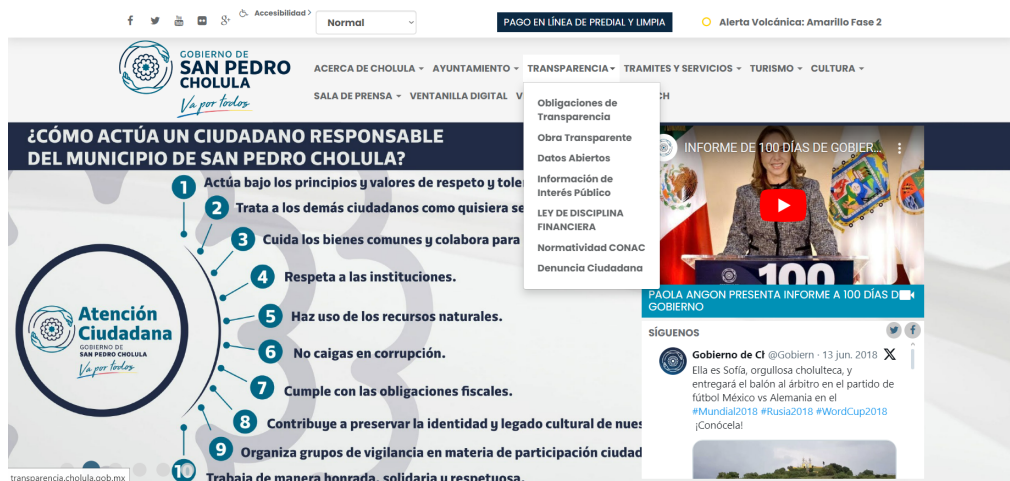 Accesibilidad
Normal
PAGO EN LÍNEA DE PREDIAL Y LIMPIA
Alerta Volcánica: Amarillo Fase 2
GOBIERNO DE
SAN PEDRO
CHOLULA
Va por todos
ACERCA DE CHOLULA
AYUNTAMIENTO
TRANSPARENCIA
TRAMITES Y SERVICIOS
TURISMO
CULTURA
SALA DE PRENSA
VENTANILLA DIGITAL
Obligaciones de
Transparencia
Obra Transparente
Datos Abiertos
Información de
Interés Público
LEY DE DISCIPLINA
FINANCIERA
Normatividad CONAC
Denuncia Ciudadana
¿CÓMO ACTÚA UN CIUDADANO RESPONSABLE
DEL MUNICIPIO DE SAN PEDRO CHOLULA?
1 Actúa bajo los principios y valores de respeto y
2 Trata a los demás ciudadanos como quisiera
3 Cuida los bienes comunes y colabora para
4 Respeta a las instituciones.
5 Haz uso de los recursos naturales.
6 No caigas en corrupción.
7 Cumple con las obligaciones fiscales.
8 Contribuye a preservar la identidad y legado cultural de
9 Organiza grupos de vigilancia en materia de participación
10 Trabaja de manera honrada, solidaria y respetuosa.
Atención
Ciudadana
GOBIERNO DE
SAN PEDRO CHOLULA
Va por todos
INFORME DE 100 DÍAS DE GOBIER...
100
PAOLA ANGON PRESENTA INFORME A 100 DÍAS D
GOBIERNO
SÍGUENOS
Gobierno de Ch @Gobiern · 13 jun. 2018
Ella es Sofía, orgullosa cholulteca, y
entregará el balón al árbitro en el partido de
fútbol México vs Alemania en el
#Mundial2018 #Rusia2018 #WordCup2018
¡Conócela!
transparencia.cholula.gob.mx